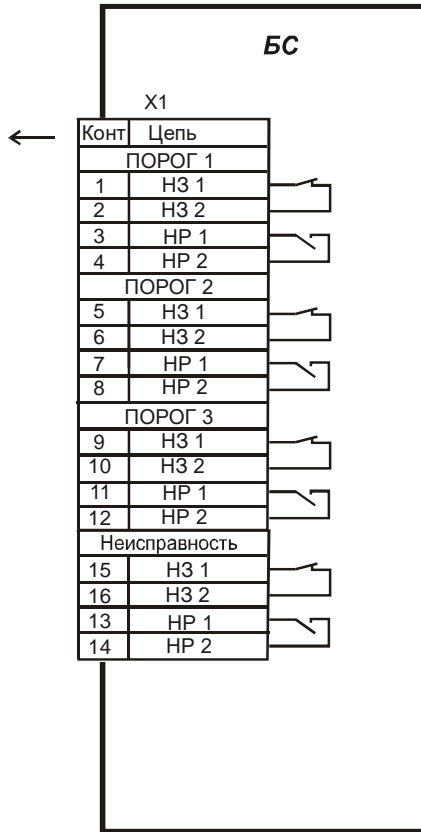 БС
X1
Конт Цепь
ПОРОГ 1
1 НЗ 1
2 НЗ 2
3 НР 1
4 НР 2
ПОРОГ 2
5 НЗ 1
6 НЗ 2
7 НР 1
8 НР 2
ПОРОГ 3
9 НЗ 1
10 НЗ 2
11 НР 1
12 НР 2
Неисправность
15 НЗ 1
16 НЗ 2
13 НР 1
14 НР 2